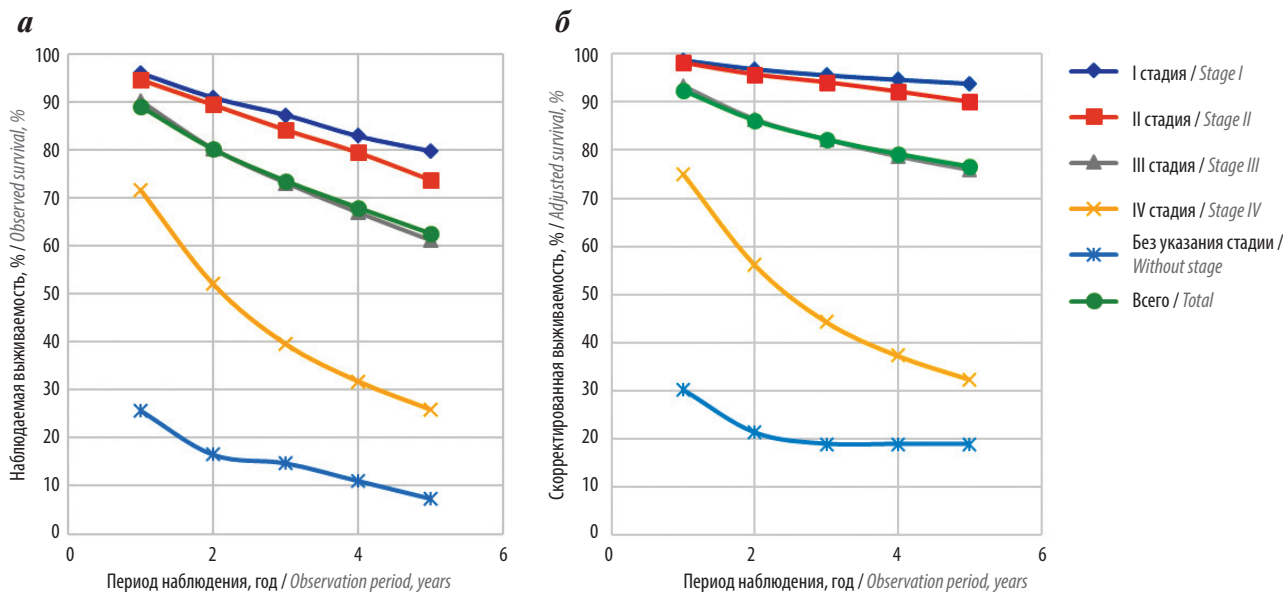 а
Наблюдаемая выживаемость, % / Observed survival, %
100
90
80
70
60
50
40
30
20
10
0
0
2
4
6
Период наблюдения, год / Observation period, years
б
Скорректированная выживаемость, % / Adjusted survival, %
100
90
80
70
60
50
40
30
20
10
0
0
2
4
6
Период наблюдения, год / Observation period, years
I стадия / Stage I
II стадия / Stage II
III стадия / Stage III
IV стадия / Stage IV
Без указания стадии /
Without stage
Всего / Total